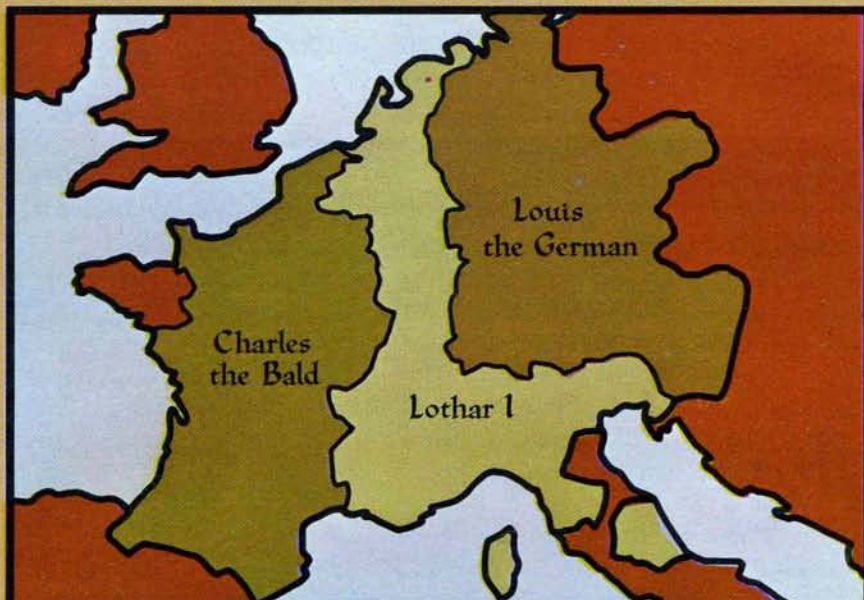 Louis
the German
Charles
the Bald
Lothar I